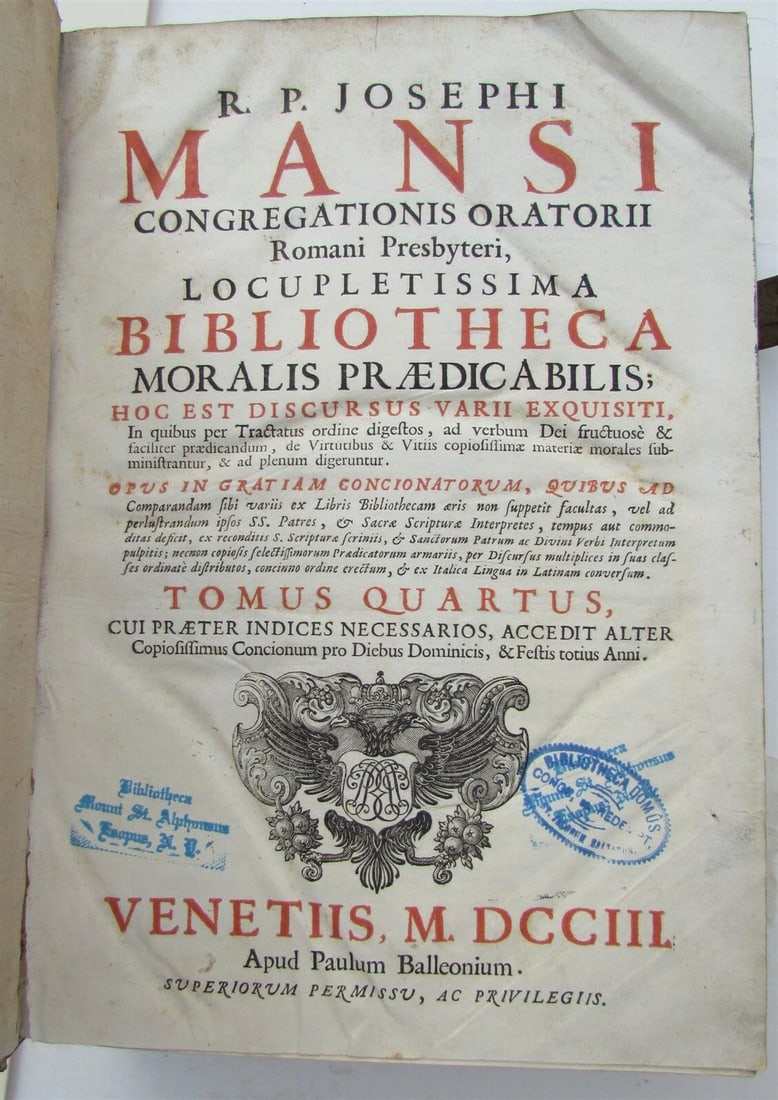 R. P. JOSEPHI
MANSI
CONGREGATIONIS ORATORII
Romani Presbyteri,
LOCUPLETISSIMA
BIBLIOTHECA
MORALIS PRÆDICABILIS;
HOC EST DISCURSUS VARII EXQUISITI,
In quibus per Tractatus ordine digeſtos, ad verbum Dei fructuosè &
faciliter prædicandum, de Virtutibus & Vitiis copioſiſſimæ materiæ morales ſub-
miniſtrantur, & ad plenum digeruntur.
OPUS IN GRATIAM CONCIONATORUM, QUIBUS AD
Comparandam ſibi variis ex Libris Bibliothecam æris non ſuppetit facultas, vel ad
perluſtrandum ipſos SS. Patres, & Sacræ Scripturæ Interpretes, tempus aut commo-
ditas deficit, ex reconditis S. Scripturæ ſcriniis, & Sanctorum Patrum ac Divini Verbi Interpretum
pulpitis; necnon copioſis ſelectiſſimorum Prædicatorum armariis, per Diſcurſus multiplices in ſuas claſ-
ſes ordinatè diſtributos, concinno ordine erectum, & ex Italica Lingua in Latinam converſum.
TOMUS QUARTUS,
CUI PRÆTER INDICES NECESSARIOS, ACCEDIT ALTER
Copioſiſſimus Concionum pro Diebus Dominicis, & Feſtis totius Anni.
Bibliotheca
Mount St. Alphonsus
Esopus, N. Y.
BIBLIOTHECA DOMUS
CONGR. REDEMPT.
VENETIIS, M. DCCIII.
Apud Paulum Balleonium.
SUPERIORUM PERMISSU, AC PRIVILEGIIS.